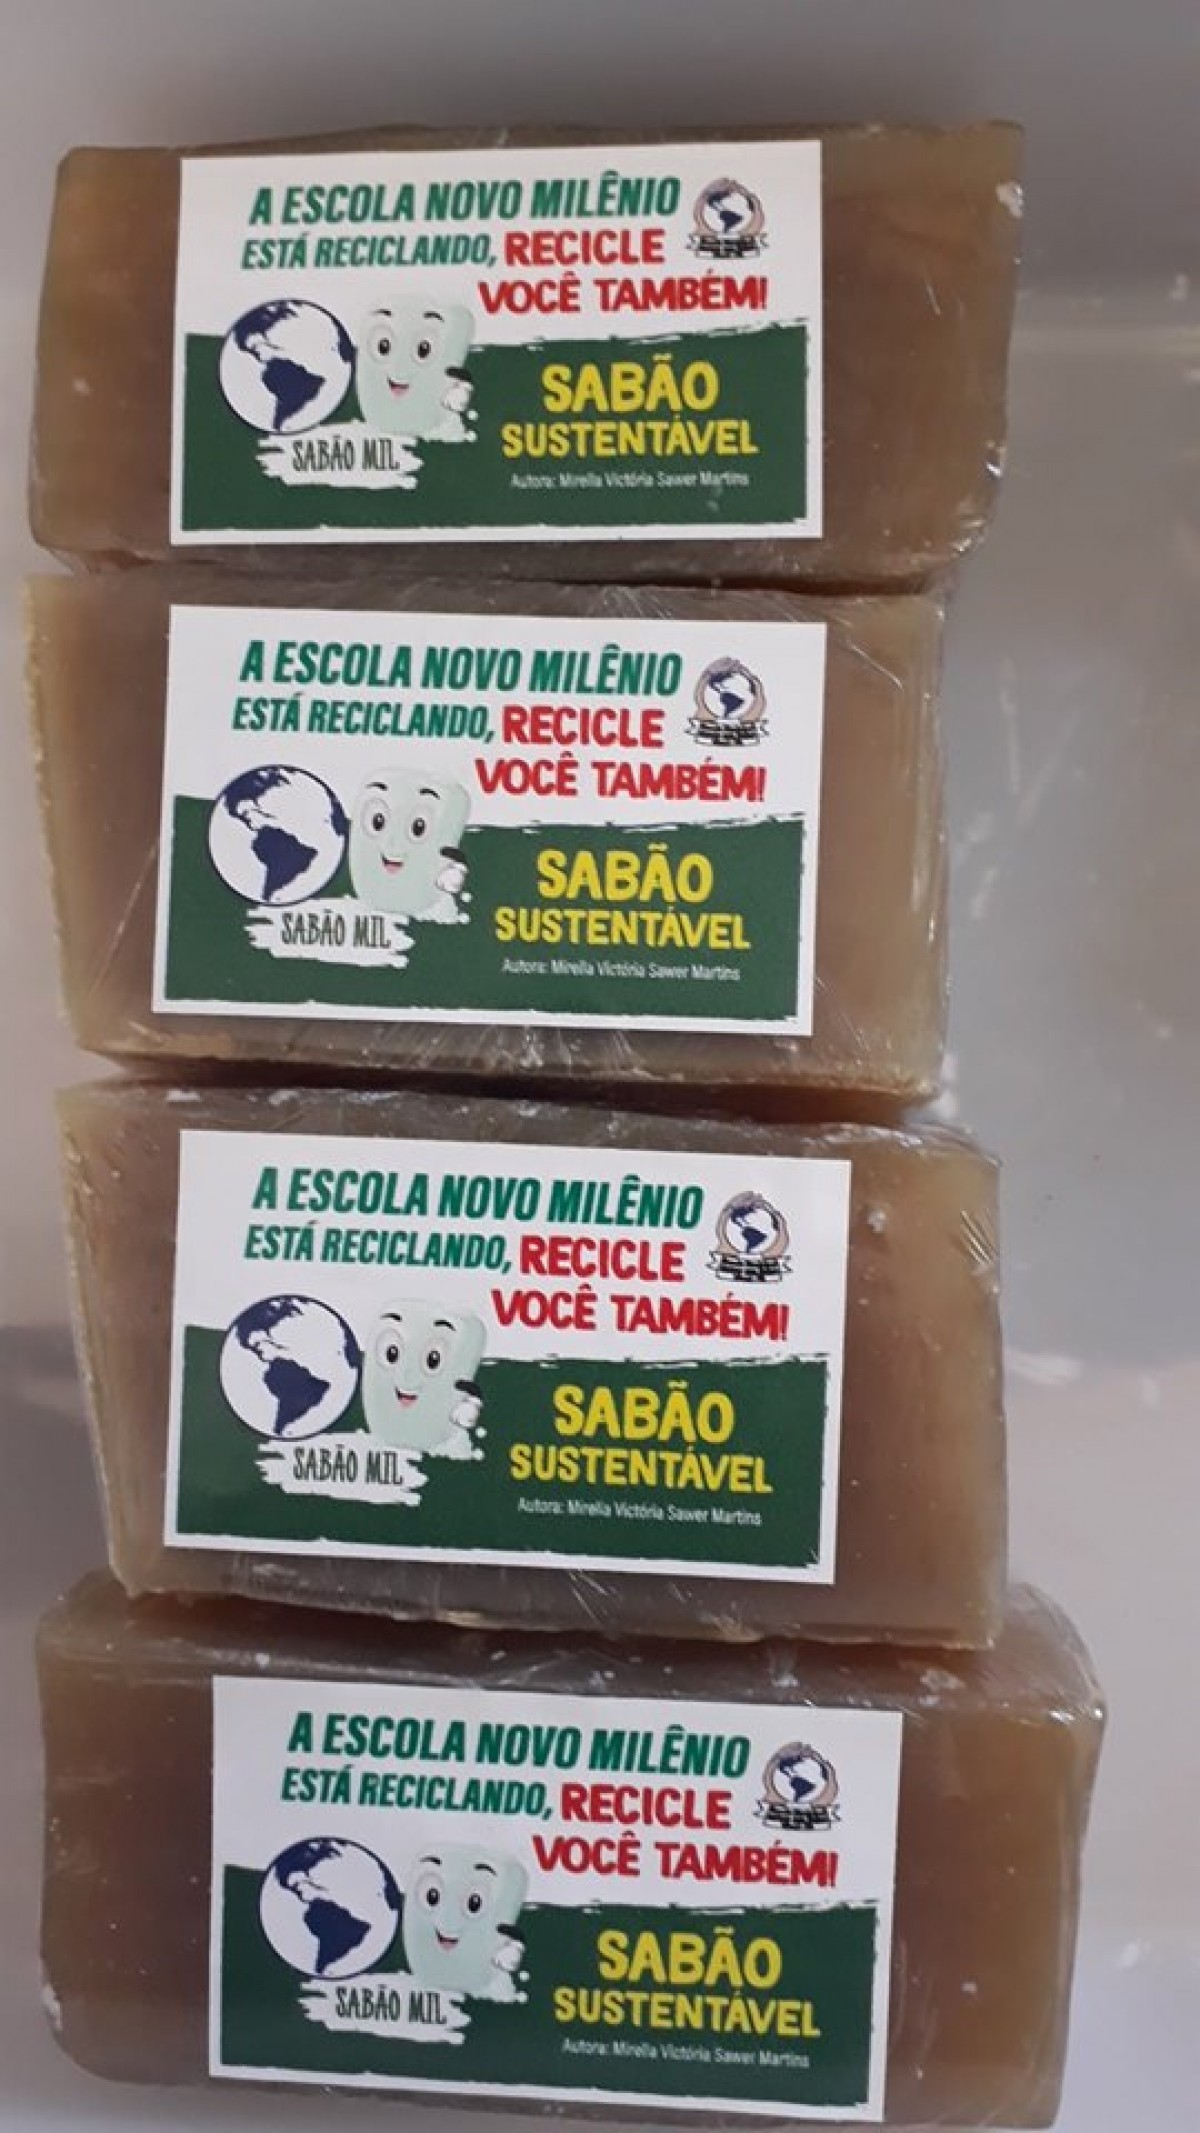 A ESCOLA NOVO MILÊNIO
ESTÁ RECICLANDO, RECICLE
VOCÊ TAMBÉM!
SABÃO
SUSTENTÁVEL
SABÃO MIL
Autora: Mirella Victória Sawer Martins
A ESCOLA NOVO MILÊNIO
ESTÁ RECICLANDO, RECICLE
VOCÊ TAMBÉM!
SABÃO
SUSTENTÁVEL
SABÃO MIL
Autora: Mirella Victória Sawer Martins
A ESCOLA NOVO MILÊNIO
ESTÁ RECICLANDO, RECICLE
VOCÊ TAMBÉM!
SABÃO
SUSTENTÁVEL
SABÃO MIL
Autora: Mirella Victória Sawer Martins
A ESCOLA NOVO MILÊNIO
ESTÁ RECICLANDO, RECICLE
VOCÊ TAMBÉM!
SABÃO
SUSTENTÁVEL
SABÃO MIL
Autora: Mirella Victória Sawer Martins